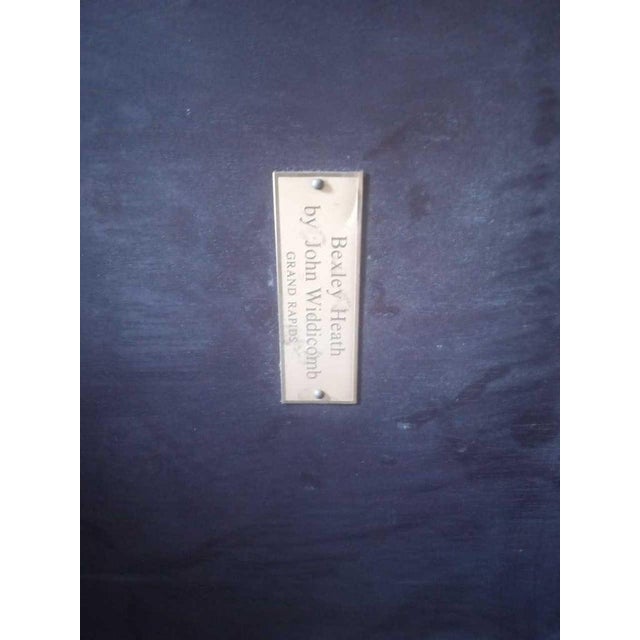 Bexley Heath
by John Widdicomb
GRAND RAPIDS